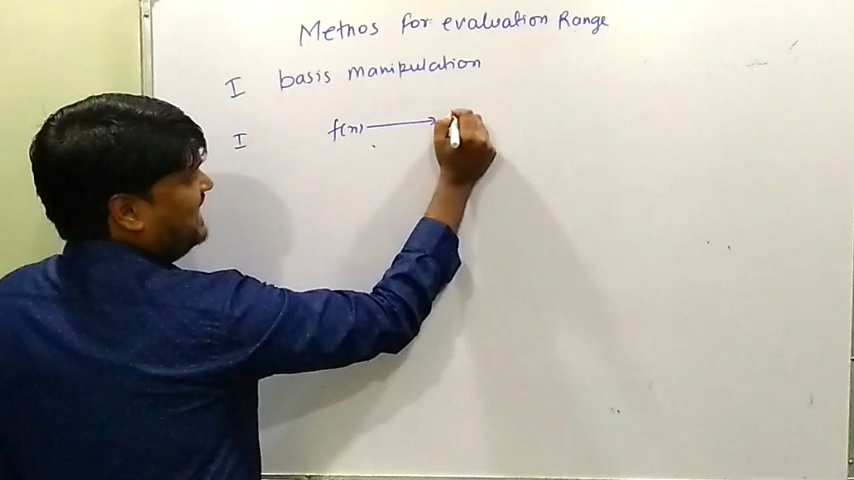 Methos for evaluation Range
I basis manipulation
I f(x) →